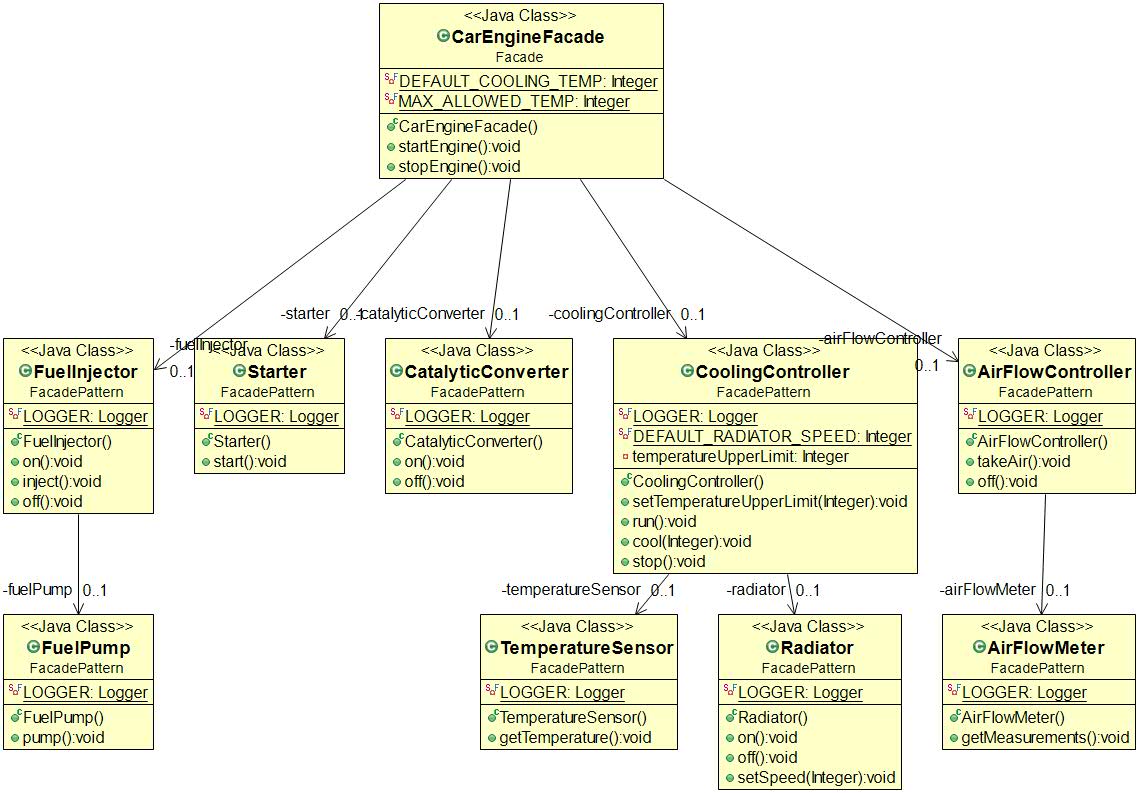 <<Java Class>>
CarEngineFacade
Facade
DEFAULT_COOLING_TEMP: Integer
MAX_ALLOWED_TEMP: Integer
CarEngineFacade()
startEngine():void
stopEngine():void
-starter 0..1
-catalyticConverter 0..1
-coolingController 0..1
-airFlowController
0..1
-fuelInjector
0..1
<<Java Class>>
FuelInjector
FacadePattern
LOGGER: Logger
FuelInjector()
on():void
inject():void
off():void
<<Java Class>>
Starter
FacadePattern
LOGGER: Logger
Starter()
start():void
<<Java Class>>
CatalyticConverter
FacadePattern
LOGGER: Logger
CatalyticConverter()
on():void
off():void
<<Java Class>>
CoolingController
FacadePattern
LOGGER: Logger
DEFAULT_RADIATOR_SPEED: Integer
temperatureUpperLimit: Integer
CoolingController()
setTemperatureUpperLimit(Integer):void
run():void
cool(Integer):void
stop():void
<<Java Class>>
AirFlowController
FacadePattern
LOGGER: Logger
AirFlowController()
takeAir():void
off():void
-fuelPump 0..1
-temperatureSensor 0..1
-radiator 0..1
-airFlowMeter 0..1
<<Java Class>>
FuelPump
FacadePattern
LOGGER: Logger
FuelPump()
pump():void
<<Java Class>>
TemperatureSensor
FacadePattern
LOGGER: Logger
TemperatureSensor()
getTemperature():void
<<Java Class>>
Radiator
FacadePattern
LOGGER: Logger
Radiator()
on():void
off():void
setSpeed(Integer):void
<<Java Class>>
AirFlowMeter
FacadePattern
LOGGER: Logger
AirFlowMeter()
getMeasurements():void